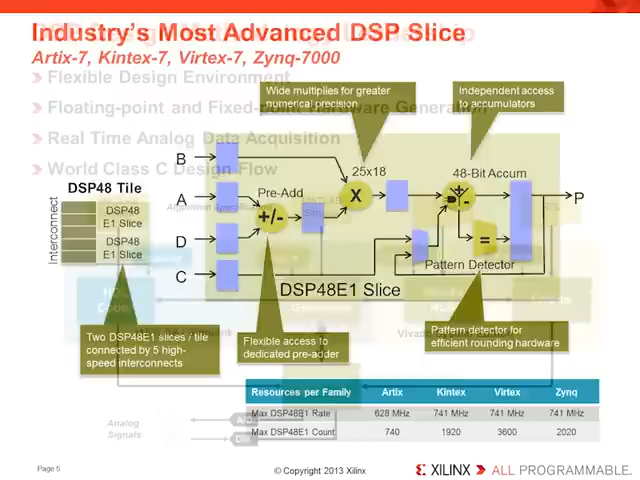 Industry's Most Advanced DSP Slice
Artix-7, Kintex-7, Virtex-7, Zynq-7000
Flexible Design Environment
Floating-point and Fixed-point Hardware Generation
Real Time Analog Data Acquisition
World Class C Design Flow
Wide multiplies for greater
numerical precision
Independent access
to accumulators
DSP48 Tile
Interconnect
DSP48
E1 Slice
DSP48
E1 Slice
B
A
D
C
Pre-Add
+/-
25x18
X
48-Bit Accum
=
P
Pattern Detector
DSP48E1 Slice
Two DSP48E1 slices / tile
connected by 5 high-
speed interconnects
Flexible access to
dedicated pre-adder
Pattern detector for
efficient rounding hardware
Resources per Family Artix Kintex Virtex Zynq
Max DSP48E1 Rate 628 MHz 741 MHz 741 MHz 741 MHz
Max DSP48E1 Count 740 1920 3600 2020
Analog
Signals
Page 5
© Copyright 2013 Xilinx
XILINX ALL PROGRAMMABLE.